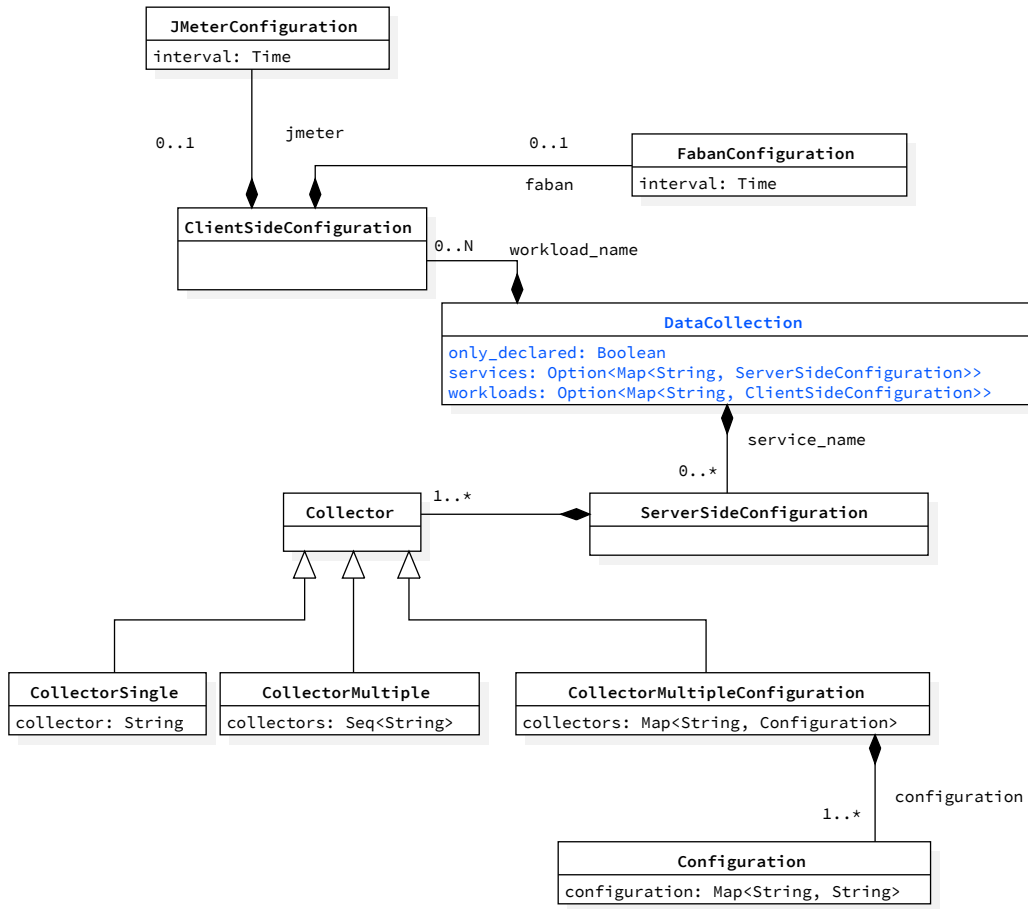 JMeterConfiguration
interval: Time
0..1
jmeter
0..1
faban
FabanConfiguration
interval: Time
ClientSideConfiguration
0..N
workload_name
DataCollection
only_declared: Boolean
services: Option<Map<String, ServerSideConfiguration>>
workloads: Option<Map<String, ClientSideConfiguration>>
service_name
0..*
Collector
1..*
ServerSideConfiguration
CollectorSingle
collector: String
CollectorMultiple
collectors: Seq<String>
CollectorMultipleConfiguration
collectors: Map<String, Configuration>
configuration
1..*
Configuration
configuration: Map<String, String>